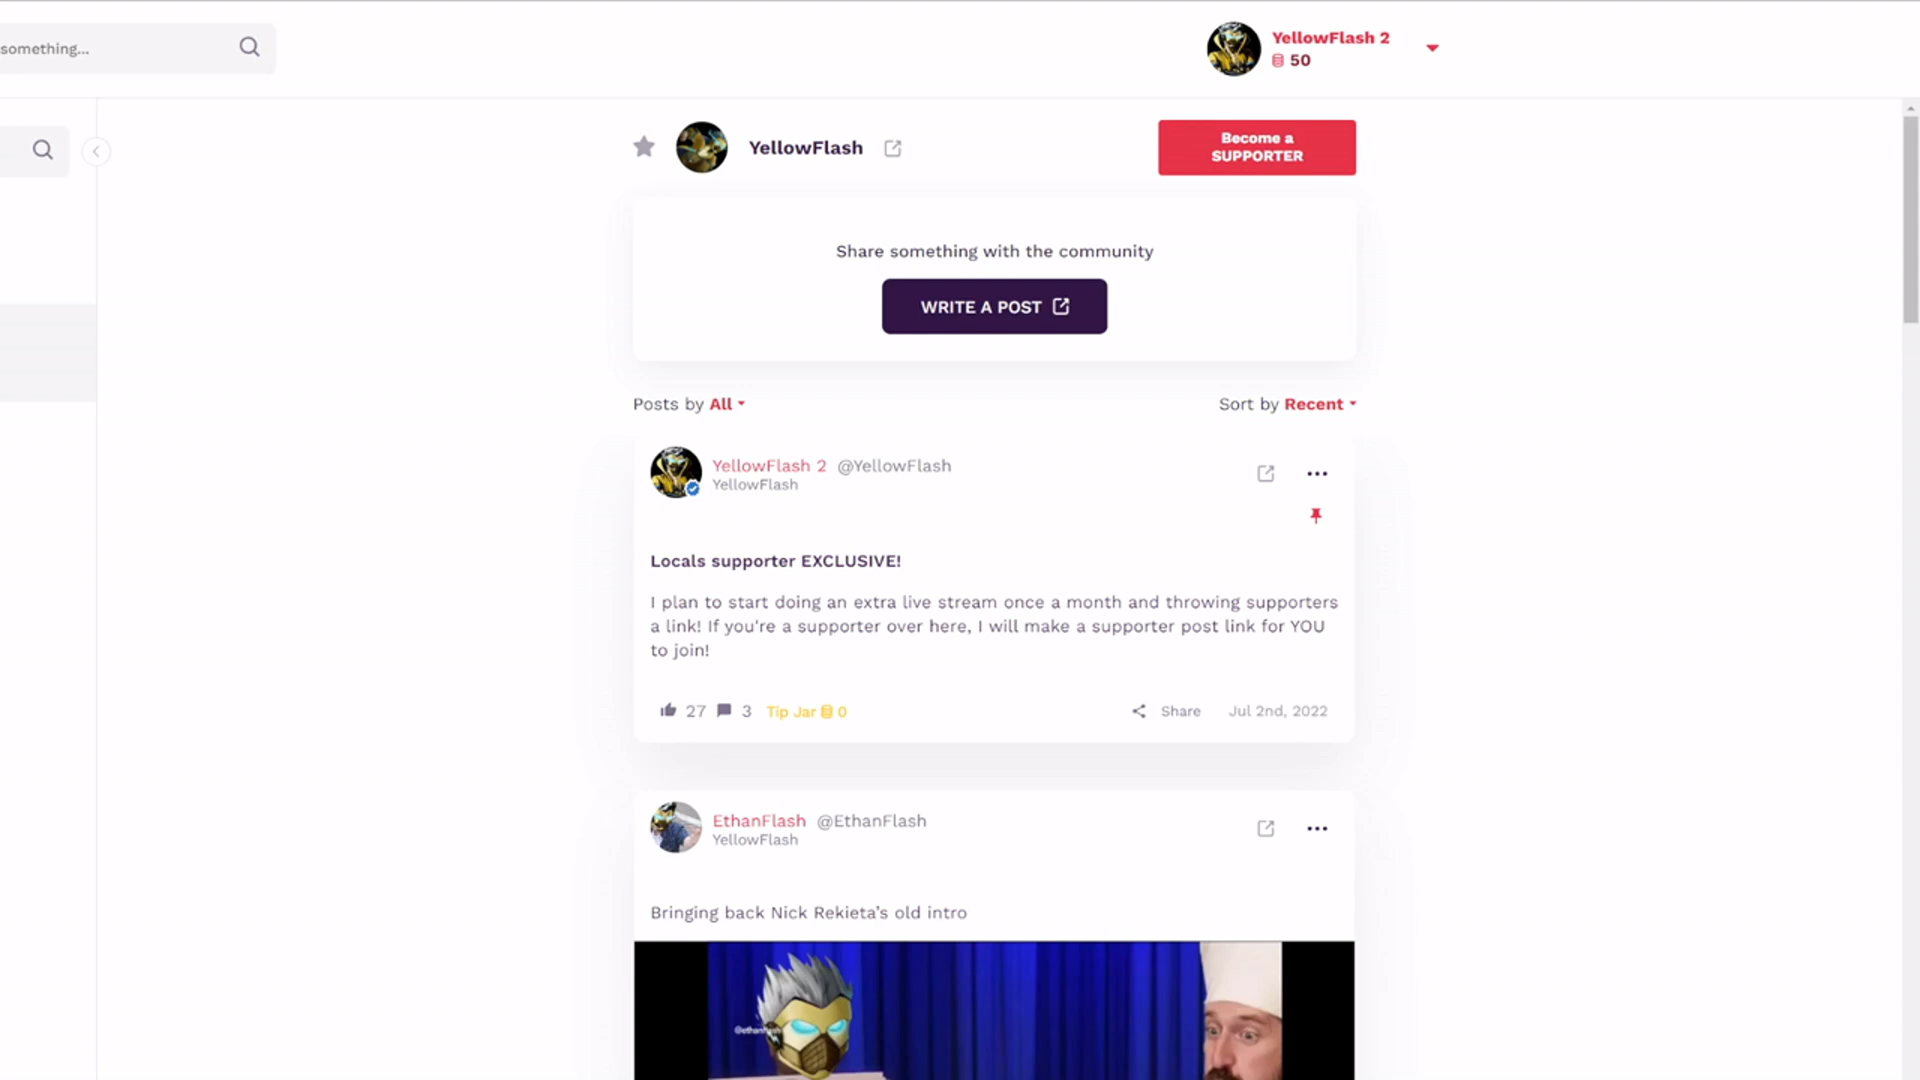 something...
YellowFlash 2
50
YellowFlash
Become a
SUPPORTER
Share something with the community
WRITE A POST
Posts by All
Sort by Recent
YellowFlash 2 @YellowFlash
YellowFlash
Locals supporter EXCLUSIVE!
I plan to start doing an extra live stream once a month and throwing supporters
a link! If you're a supporter over here, I will make a supporter post link for YOU
to join!
27 3 Tip Jar 0
Share Jul 2nd, 2022
EthanFlash @EthanFlash
YellowFlash
Bringing back Nick Rekieta’s old intro
@ethanflash